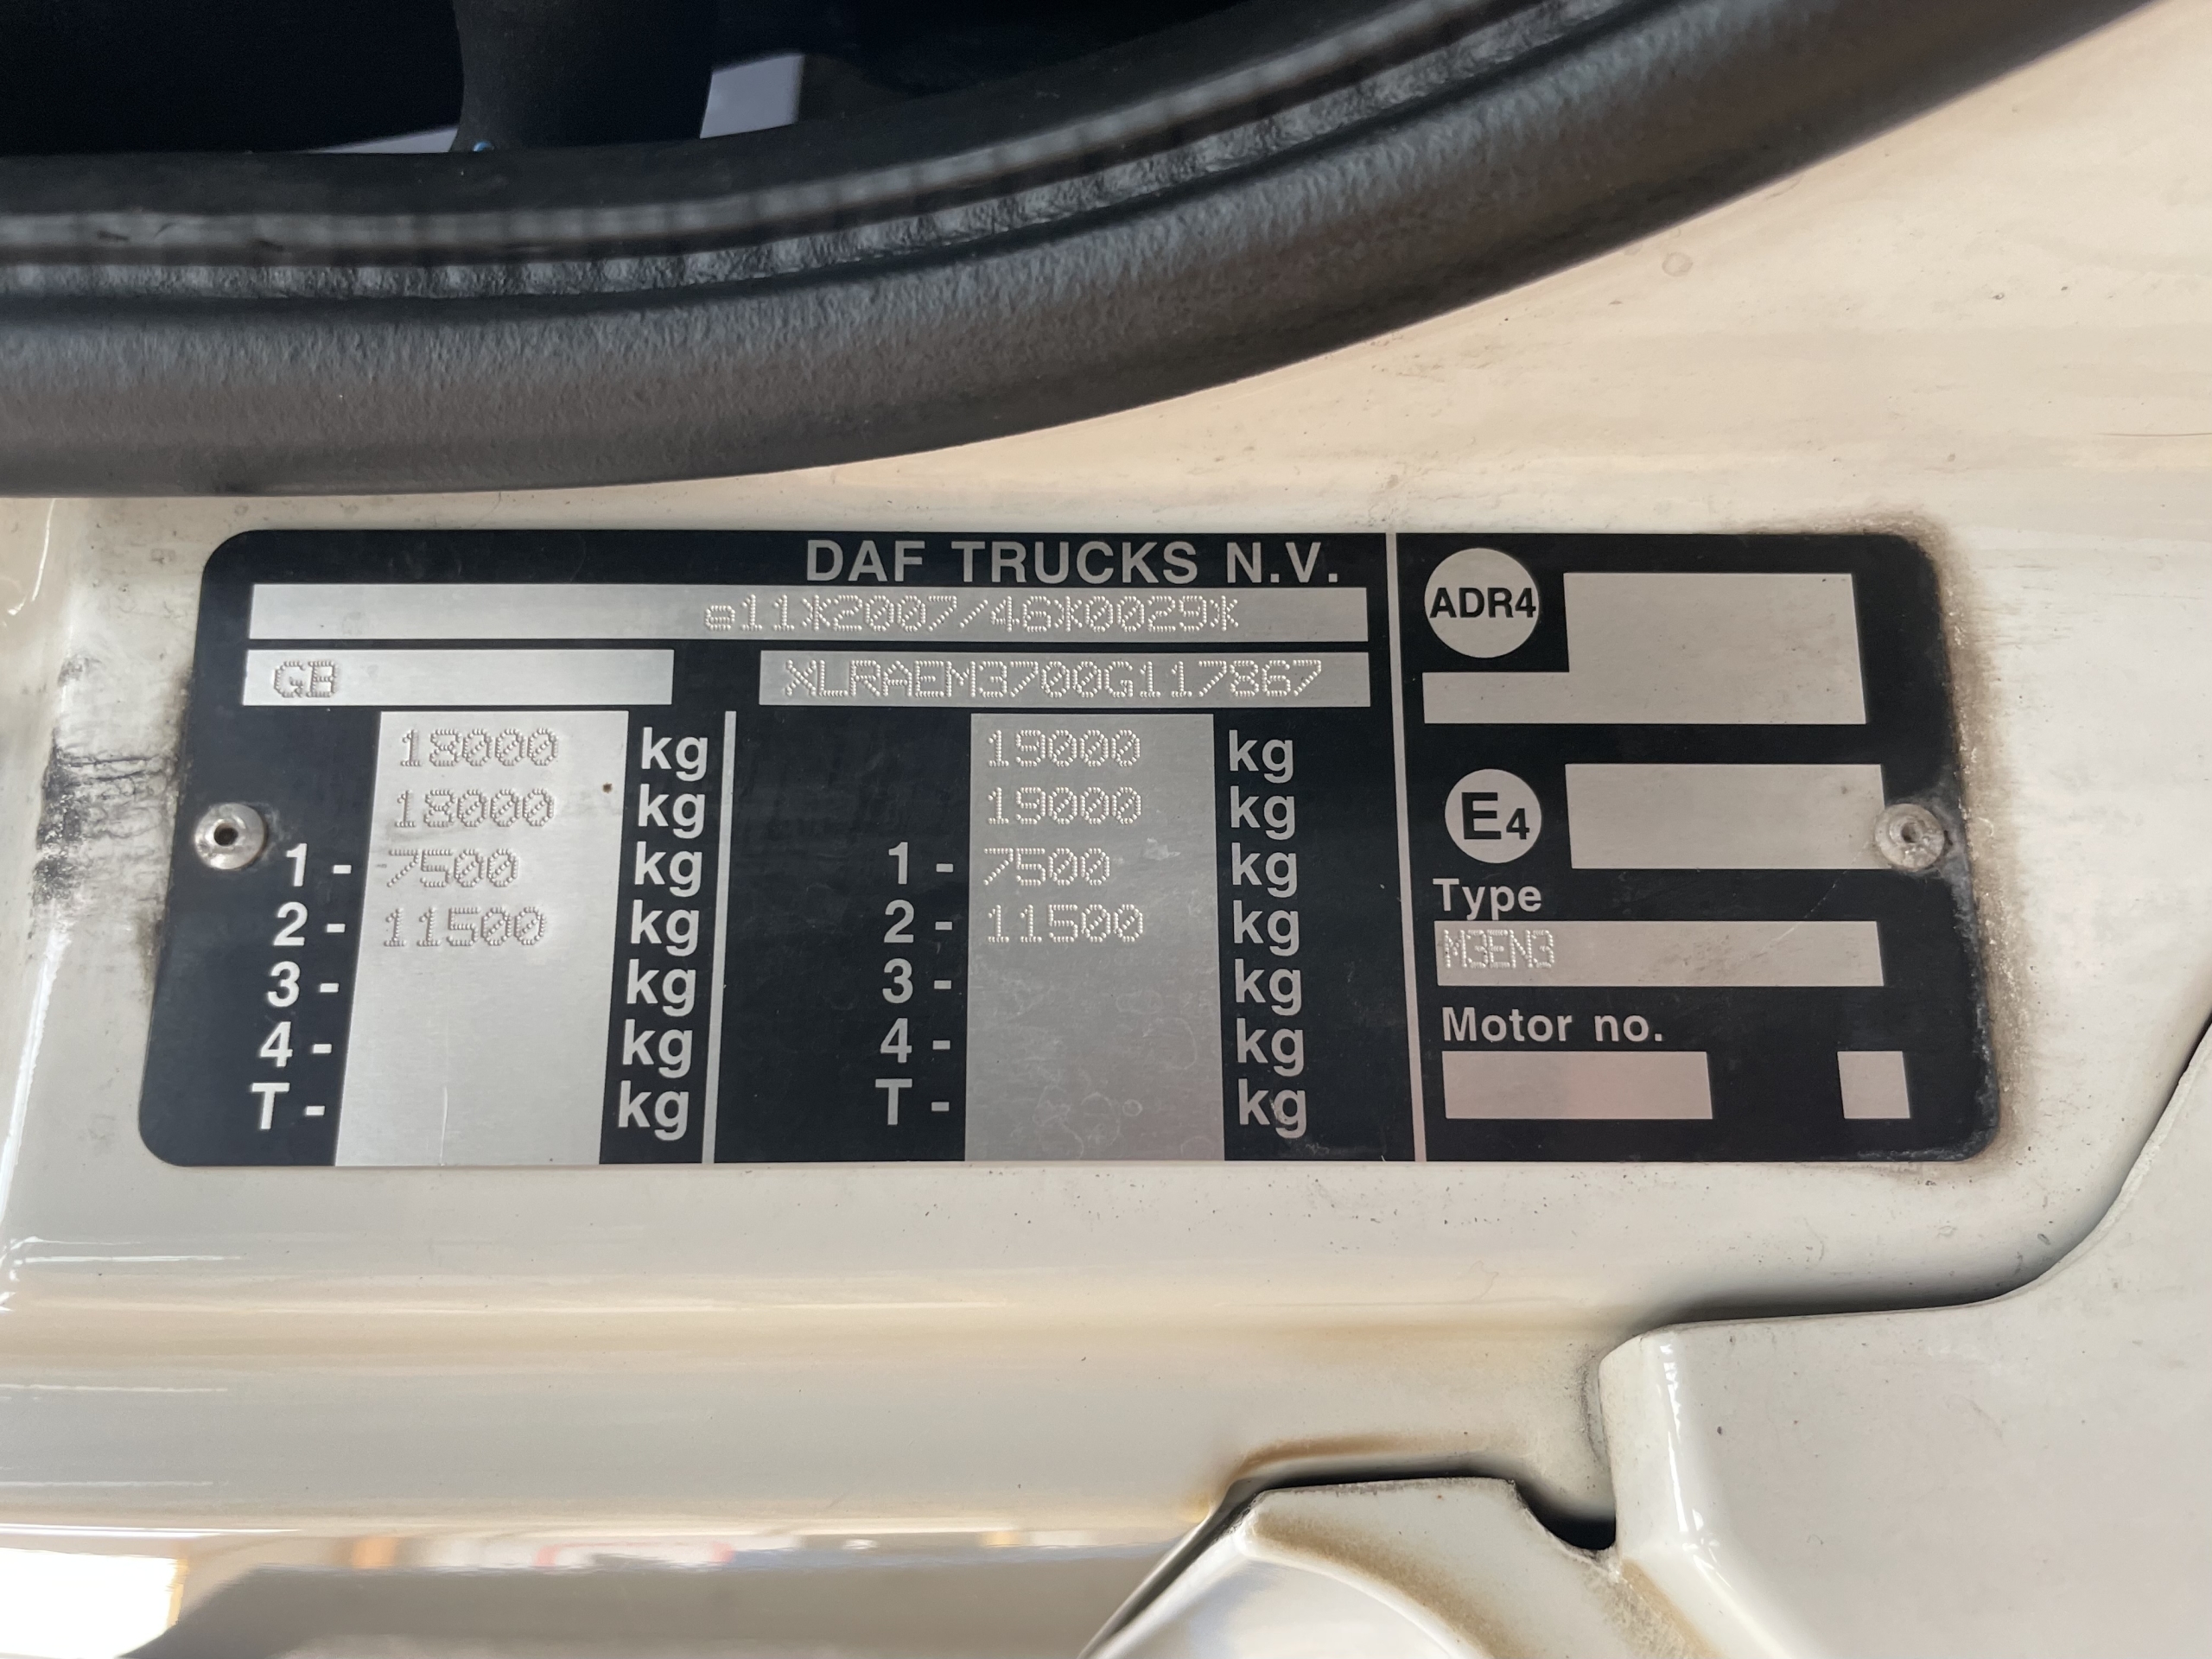 DAF TRUCKS N.V.
e11*2007/46*0029*
GB XLRAEM3700G117867
18000 kg 19000 kg
18000 kg 19000 kg
1 - 7500 kg 1 - 7500 kg
2 - 11500 kg 2 - 11500 kg
3 - kg 3 - kg
4 - kg 4 - kg
T - kg T - kg
ADR4
E4
Type
M3EN3
Motor no.